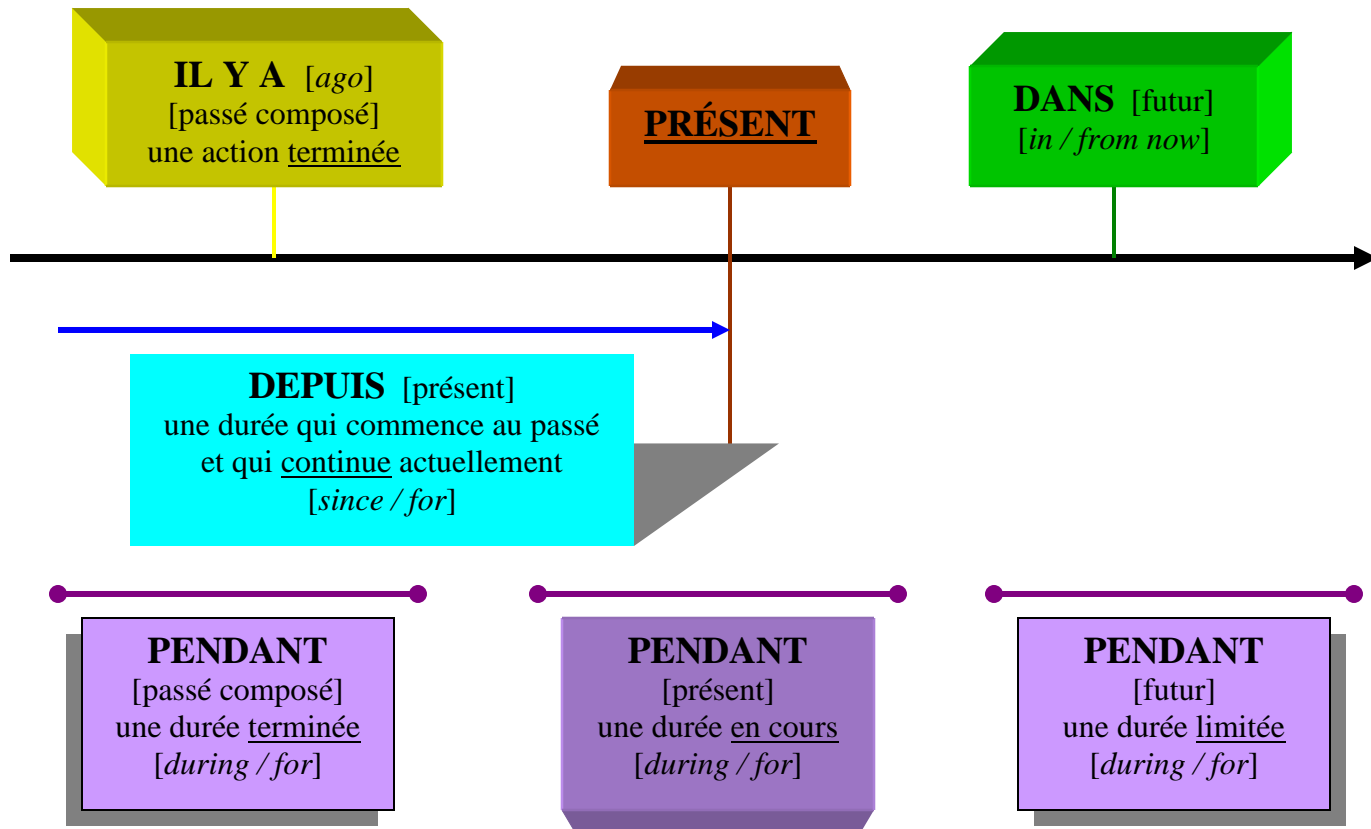 IL Y A [ago]
[passé composé]
une action terminée
PRÉSENT
DANS [futur]
[in / from now]
DEPUIS [présent]
une durée qui commence au passé
et qui continue actuellement
[since / for]
PENDANT
[passé composé]
une durée terminée
[during / for]
PENDANT
[présent]
une durée en cours
[during / for]
PENDANT
[futur]
une durée limitée
[during / for]